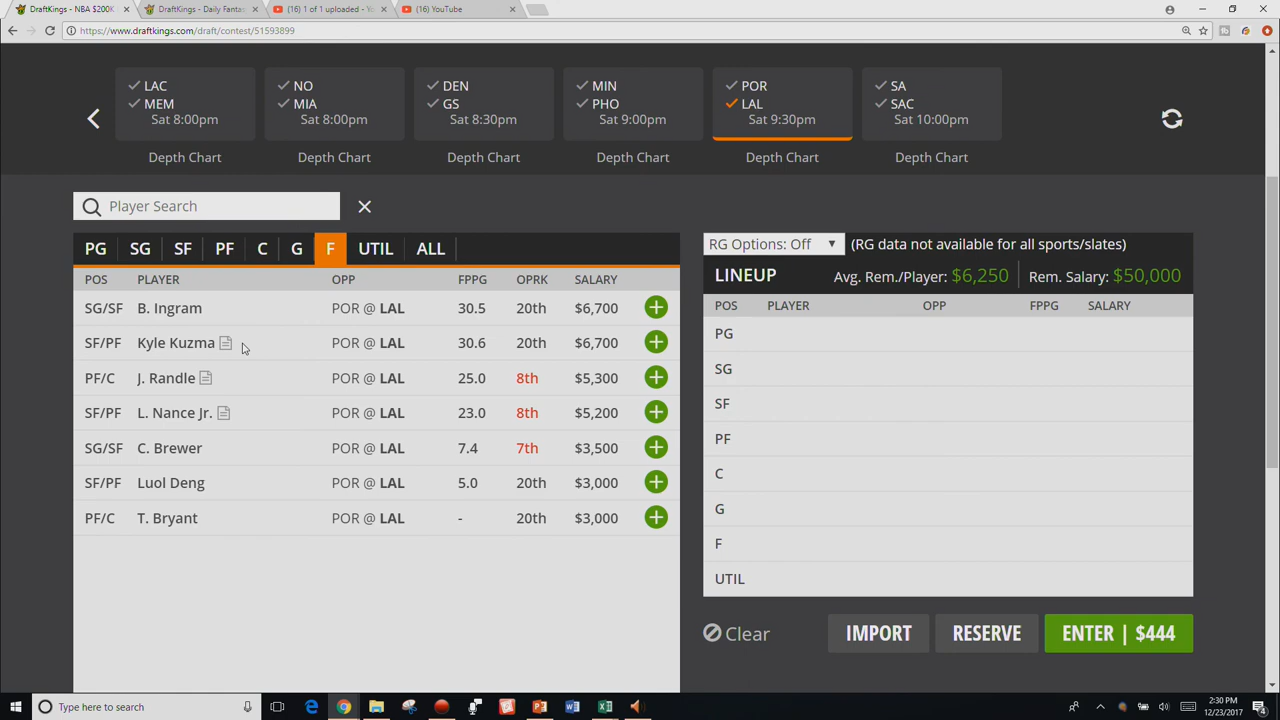 DraftKings - NBA $200K
DraftKings - Daily Fantas
(16) 1 of 1 uploaded - Yo
(16) YouTube
https://www.draftkings.com/draft/contest/51593899
LAC
MEM
Sat 8:00pm
Depth Chart
NO
MIA
Sat 8:00pm
Depth Chart
DEN
GS
Sat 8:30pm
Depth Chart
MIN
PHO
Sat 9:00pm
Depth Chart
POR
LAL
Sat 9:30pm
Depth Chart
SA
SAC
Sat 10:00pm
Depth Chart
Player Search
PG SG SF PF C G F UTIL ALL
POS PLAYER OPP FPPG OPRK SALARY
SG/SF B. Ingram POR @ LAL 30.5 20th $6,700
SF/PF Kyle Kuzma POR @ LAL 30.6 20th $6,700
PF/C J. Randle POR @ LAL 25.0 8th $5,300
SF/PF L. Nance Jr. POR @ LAL 23.0 8th $5,200
SG/SF C. Brewer POR @ LAL 7.4 7th $3,500
SF/PF Luol Deng POR @ LAL 5.0 20th $3,000
PF/C T. Bryant POR @ LAL - 20th $3,000
RG Options: Off (RG data not available for all sports/slates)
LINEUP Avg. Rem./Player: $6,250 Rem. Salary: $50,000
POS PLAYER OPP FPPG SALARY
PG
SG
SF
PF
C
G
F
UTIL
Clear IMPORT RESERVE ENTER | $444
Type here to search
2:30 PM
12/23/2017